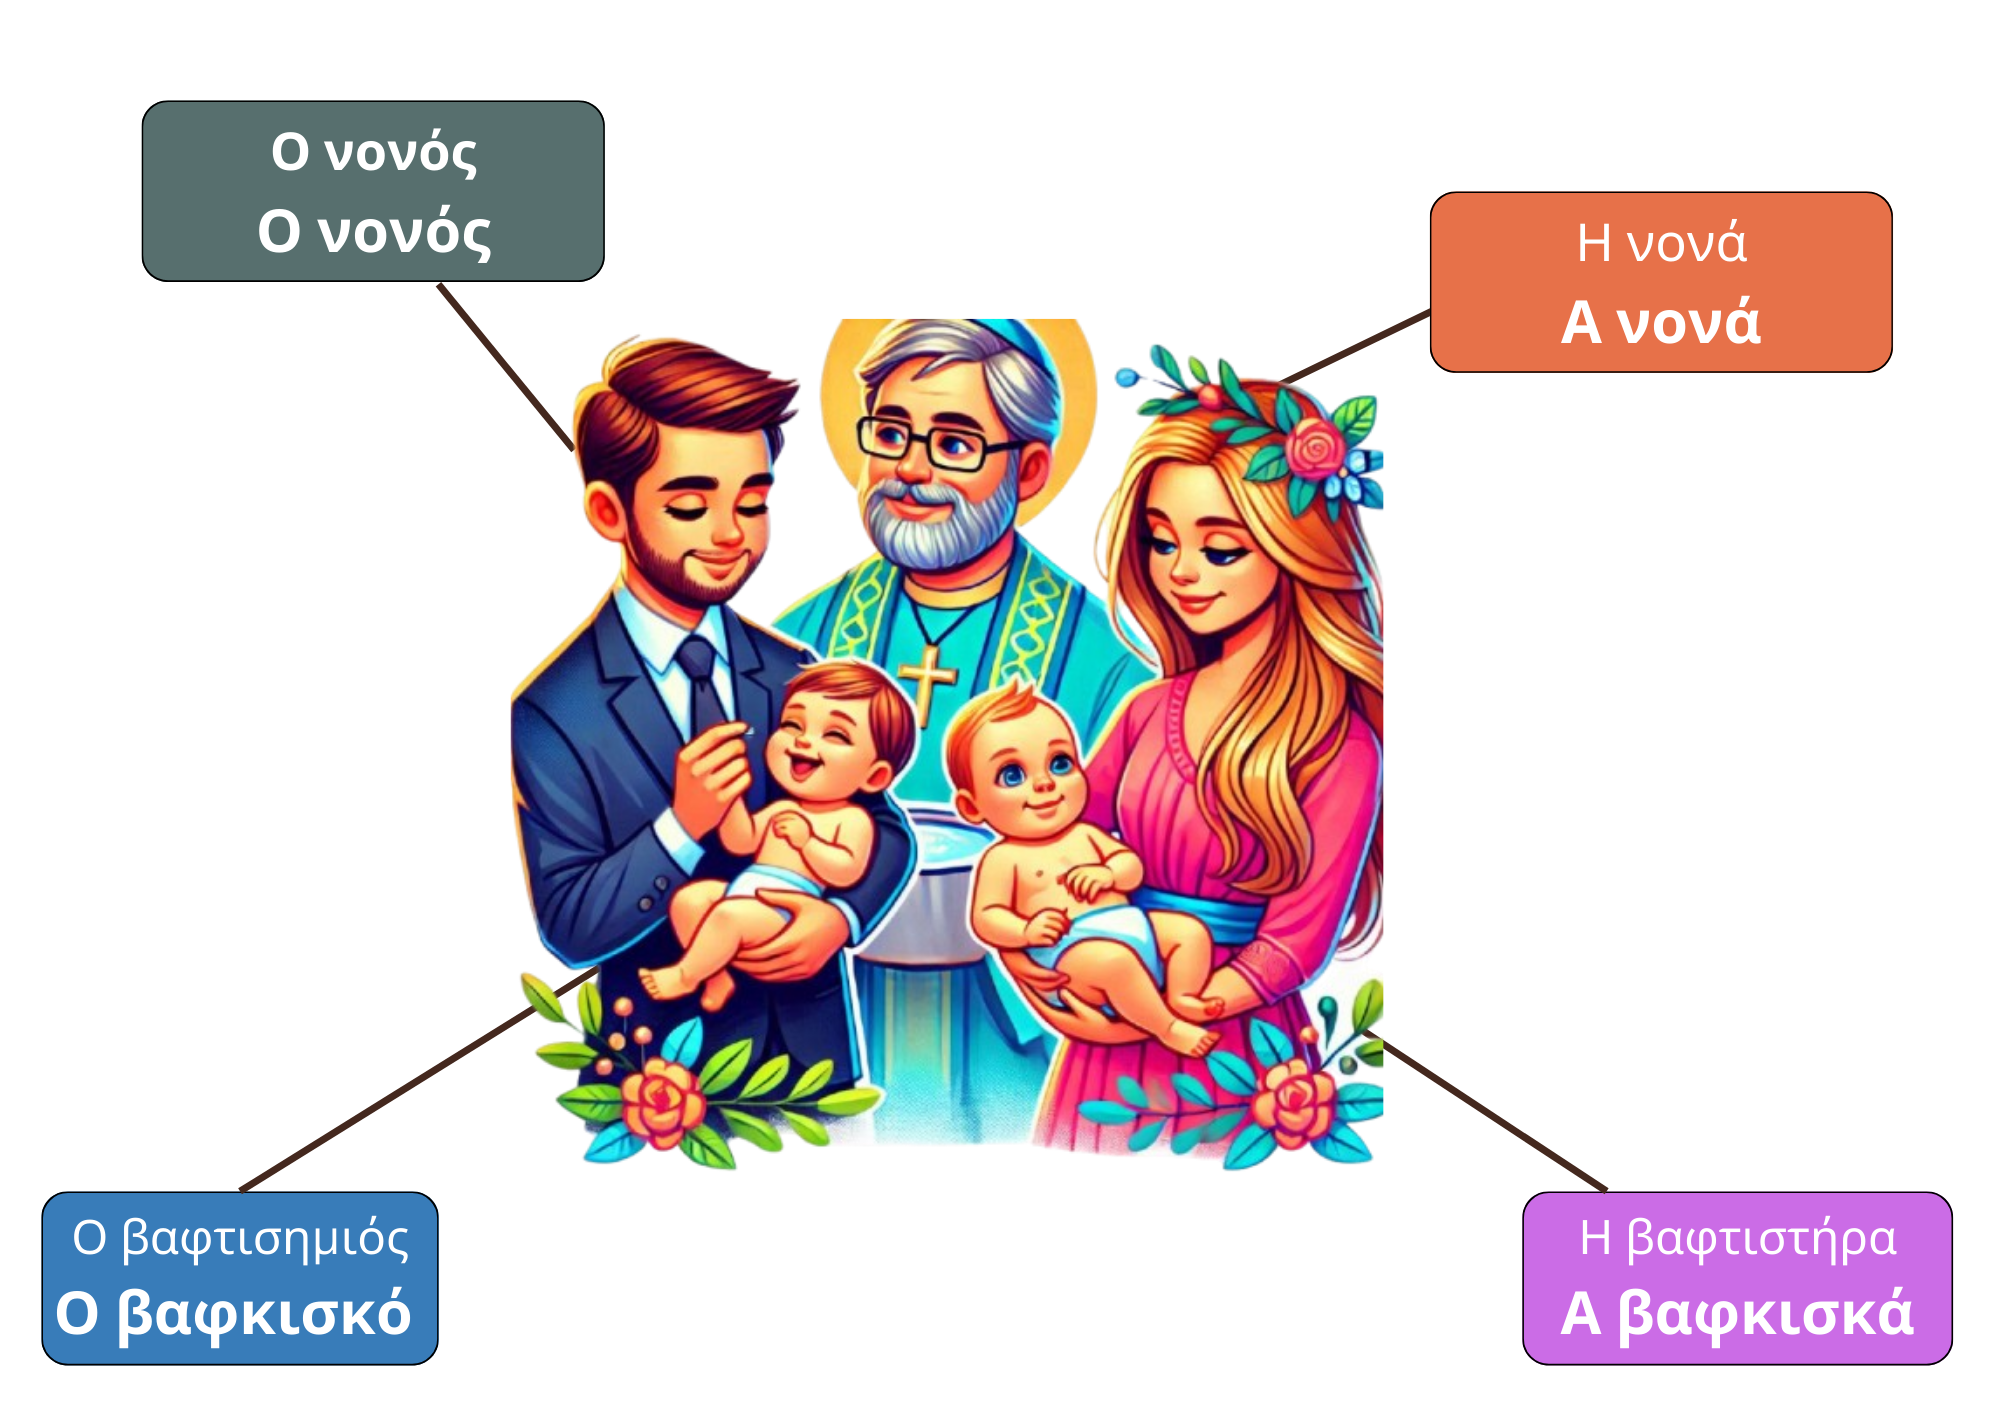 Ο νονός
Ο νονός
Η νονά
Α νονά
Ο βαφτισημιός
Ο βαφκισκό
Η βαφτιστήρα
Α βαφκισκά